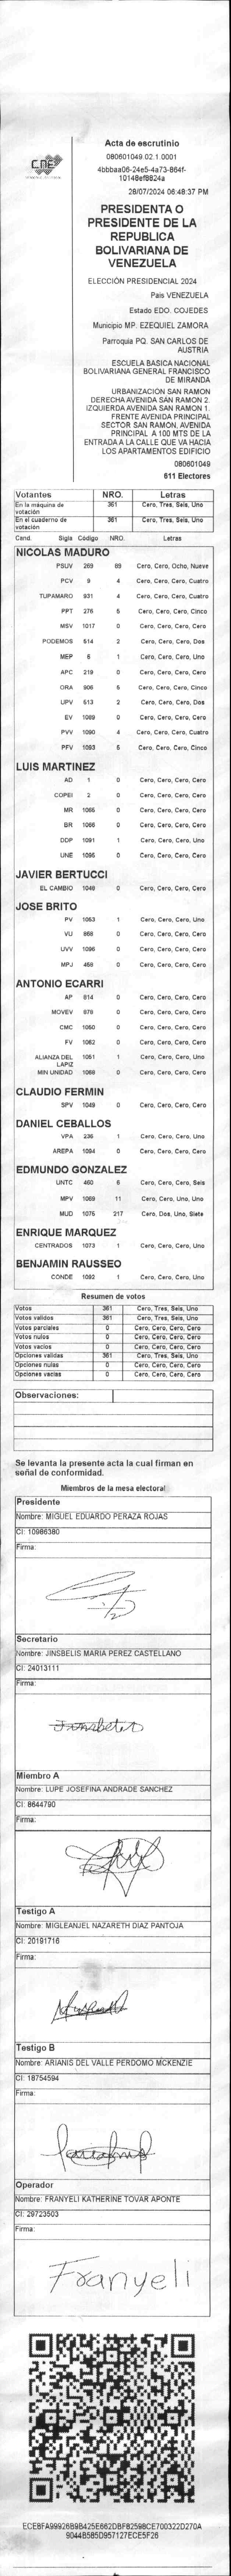 CNE
Acta de escrutinio
080601049.02.1.0001
4bbbaa06-24e5-4a73-864f-
10148ef8824a
28/07/2024 06:48:37 PM
PRESIDENTA O
PRESIDENTE DE LA
REPUBLICA
BOLIVARIANA DE
VENEZUELA
ELECCIÓN PRESIDENCIAL 2024
Pais VENEZUELA
Estado EDO. COJEDES
Municipio MP. EZEQUIEL ZAMORA
Parroquia PQ. SAN CARLOS DE
AUSTRIA
ESCUELA BASICA NACIONAL
BOLIVARIANA GENERAL FRANCISCO
DE MIRANDA
URBANIZACIÓN SAN RAMON
DERECHA AVENIDA SAN RAMON 2.
IZQUIERDA AVENIDA SAN RAMON 1.
FRENTE AVENIDA PRINCIPAL
SECTOR SAN RAMON, AVENIDA
PRINCIPAL A 100 MTS DE LA
ENTRADA A LA CALLE QUE VA HACIA
LOS APARTAMENTOS EDIFICIO
080601049
611 Electores
Votantes NRO. Letras
En la máquina de votación 361 Cero, Tres, Seis, Uno
En el cuaderno de votación 361 Cero, Tres, Seis, Uno
Cand. Sigla Código NRO. Letras
NICOLAS MADURO
PSUV 269 89 Cero, Cero, Ocho, Nueve
PCV 9 4 Cero, Cero, Cero, Cuatro
TUPAMARO 931 4 Cero, Cero, Cero, Cuatro
PPT 276 5 Cero, Cero, Cero, Cinco
MSV 1017 0 Cero, Cero, Cero, Cero
PODEMOS 514 2 Cero, Cero, Cero, Dos
MEP 6 1 Cero, Cero, Cero, Uno
APC 219 0 Cero, Cero, Cero, Cero
ORA 906 5 Cero, Cero, Cero, Cinco
UPV 513 2 Cero, Cero, Cero, Dos
EV 1089 0 Cero, Cero, Cero, Cero
PVV 1090 4 Cero, Cero, Cero, Cuatro
PFV 1093 5 Cero, Cero, Cero, Cinco
LUIS MARTINEZ
AD 1 0 Cero, Cero, Cero, Cero
COPEI 2 0 Cero, Cero, Cero, Cero
MR 1065 0 Cero, Cero, Cero, Cero
BR 1066 0 Cero, Cero, Cero, Cero
DDP 1091 1 Cero, Cero, Cero, Uno
UNE 1095 0 Cero, Cero, Cero, Cero
JAVIER BERTUCCI
EL CAMBIO 1048 0 Cero, Cero, Cero, Cero
JOSE BRITO
PV 1053 1 Cero, Cero, Cero, Uno
VU 868 0 Cero, Cero, Cero, Cero
UVV 1096 0 Cero, Cero, Cero, Cero
MPJ 458 0 Cero, Cero, Cero, Cero
ANTONIO ECARRI
AP 814 0 Cero, Cero, Cero, Cero
MOVEV 678 0 Cero, Cero, Cero, Cero
CMC 1050 0 Cero, Cero, Cero, Cero
FV 1062 0 Cero, Cero, Cero, Cero
ALIANZA DEL LAPIZ 1051 1 Cero, Cero, Cero, Uno
MIN UNIDAD 1068 0 Cero, Cero, Cero, Cero
CLAUDIO FERMIN
SPV 1049 0 Cero, Cero, Cero, Cero
DANIEL CEBALLOS
VPA 236 1 Cero, Cero, Cero, Uno
AREPA 1094 0 Cero, Cero, Cero, Cero
EDMUNDO GONZALEZ
UNTC 460 6 Cero, Cero, Cero, Seis
MPV 1069 11 Cero, Cero, Uno, Uno
MUD 1075 217 Cero, Dos, Uno, Siete
ENRIQUE MARQUEZ
CENTRADOS 1073 1 Cero, Cero, Cero, Uno
BENJAMIN RAUSSEO
CONDE 1092 1 Cero, Cero, Cero, Uno
Resumen de votos
Votos 361 Cero, Tres, Seis, Uno
Votos validos 361 Cero, Tres, Seis, Uno
Votos parciales 0 Cero, Cero, Cero, Cero
Votos nulos 0 Cero, Cero, Cero, Cero
Votos vacios 0 Cero, Cero, Cero, Cero
Opciones validas 361 Cero, Tres, Seis, Uno
Opciones nulas 0 Cero, Cero, Cero, Cero
Opciones vacias 0 Cero, Cero, Cero, Cero
Observaciones:
Se levanta la presente acta la cual firman en
señal de conformidad.
Miembros de la mesa electoral
Presidente
Nombre: MIGUEL EDUARDO PERAZA ROJAS
CI: 10986380
Firma:
Secretario
Nombre: JINSBELIS MARIA PEREZ CASTELLANO
CI: 24013111
Firma:
Miembro A
Nombre: LUPE JOSEFINA ANDRADE SANCHEZ
CI: 8644790
Firma:
Testigo A
Nombre: MIGLEANJEL NAZARETH DIAZ PANTOJA
CI: 20191716
Firma:
Testigo B
Nombre: ARIANIS DEL VALLE PERDOMO MCKENZIE
CI: 18754594
Firma:
Operador
Nombre: FRANYELI KATHERINE TOVAR APONTE
CI: 29723503
Firma:
Franyeli
ECE8FA99926B9B425E662DBF82598CE700322D270A
9044B585D957127ECE5F26